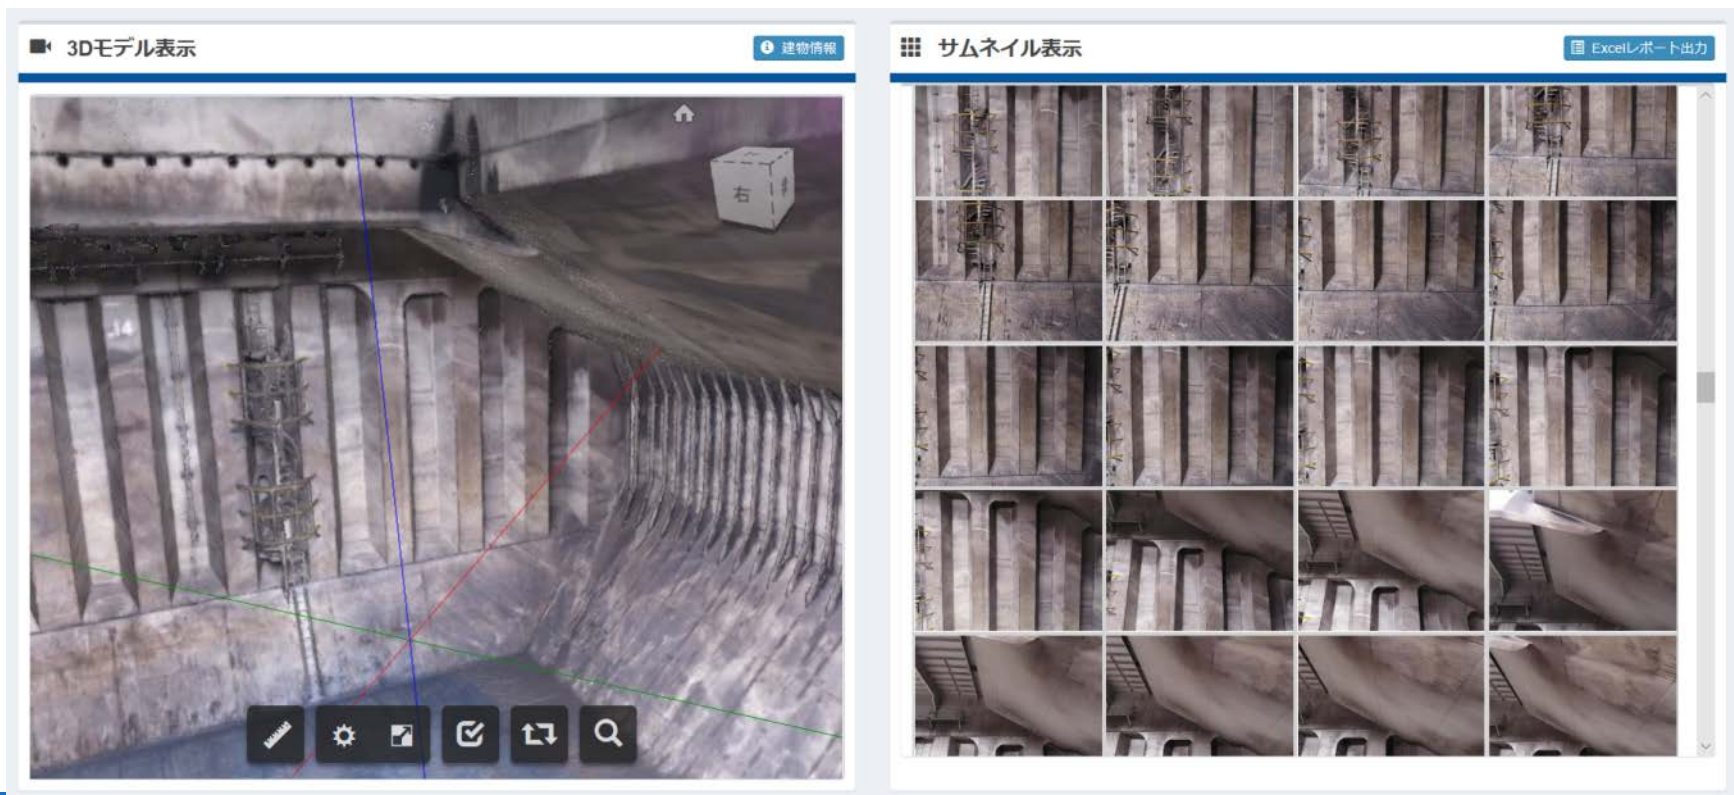 3Dモデル表示
建物情報
右
サムネイル表示
Excelレポート出力